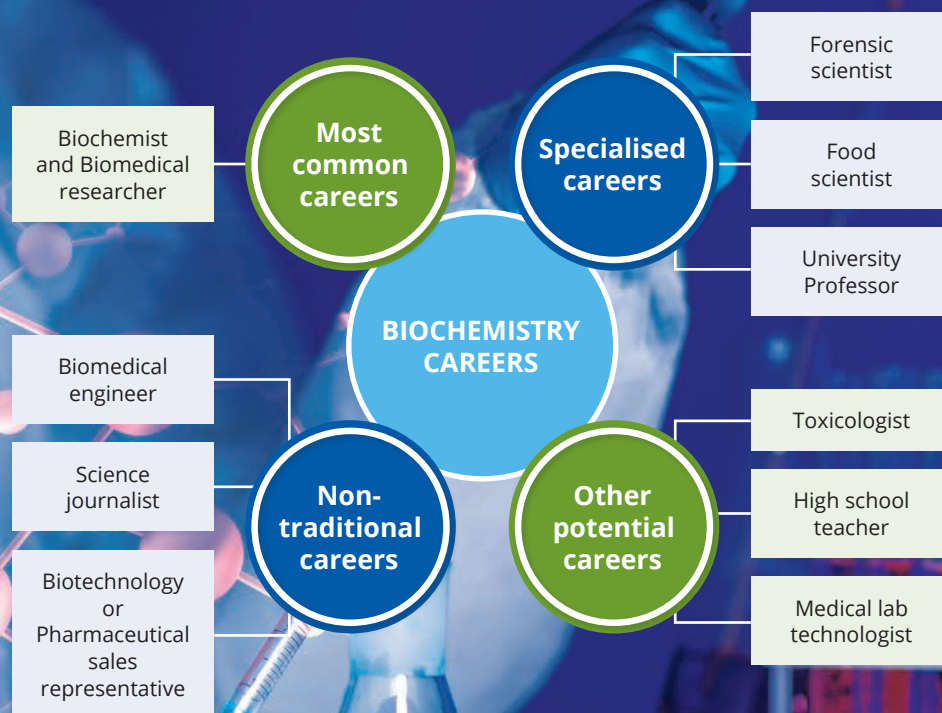 BIOCHEMISTRY
CAREERS
Most
common
careers
Biochemist
and Biomedical
researcher
Specialised
careers
Forensic
scientist
Food
scientist
University
Professor
Non-
traditional
careers
Biomedical
engineer
Science
journalist
Biotechnology
or
Pharmaceutical
sales
representative
Other
potential
careers
Toxicologist
High school
teacher
Medical lab
technologist